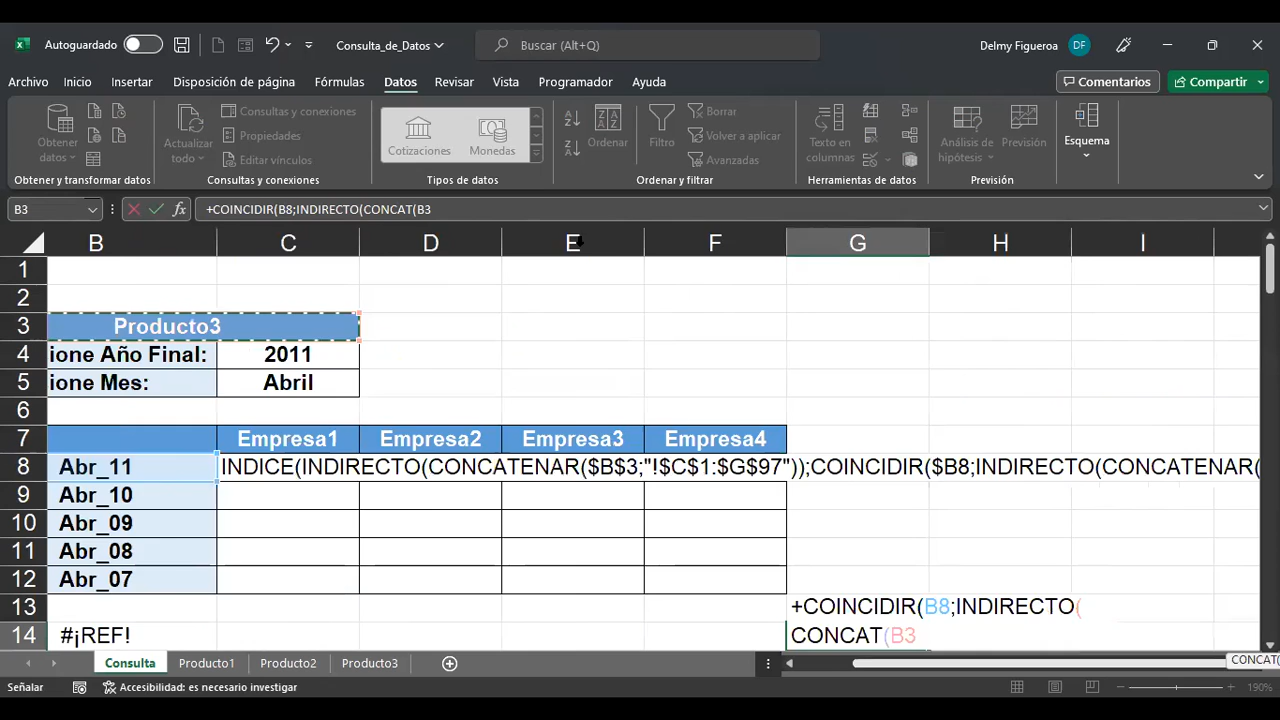 Autoguardado
Consulta_de_Datos
Buscar (Alt+Q)
Delmy Figueroa
DF
Archivo Inicio Insertar Disposición de página Fórmulas Datos Revisar Vista Programador Ayuda
Comentarios
Compartir
Obtener datos
Obtener y transformar datos
Actualizar todo
Consultas y conexiones
Propiedades
Editar vínculos
Consultas y conexiones
Cotizaciones
Monedas
Tipos de datos
Ordenar
Filtro
Borrar
Volver a aplicar
Avanzadas
Ordenar y filtrar
Texto en columnas
Herramientas de datos
Análisis de hipótesis
Previsión
Previsión
Esquema
B3
fx
+COINCIDIR(B8;INDIRECTO(CONCAT(B3
B C D E F G H I
1
2
3 Producto3
4 ione Año Final: 2011
5 ione Mes: Abril
6
7 Empresa1 Empresa2 Empresa3 Empresa4
8 Abr_11 INDICE(INDIRECTO(CONCATENAR($B$3;"!$C$1:$G$97"));COINCIDIR($B8;INDIRECTO(CONCATENAR(
9 Abr_10
10 Abr_09
11 Abr_08
12 Abr_07
13 +COINCIDIR(B8;INDIRECTO(
14 #¡REF! CONCAT(B3
CONCAT(
Consulta Producto1 Producto2 Producto3
Señalar
Accesibilidad: es necesario investigar
190%